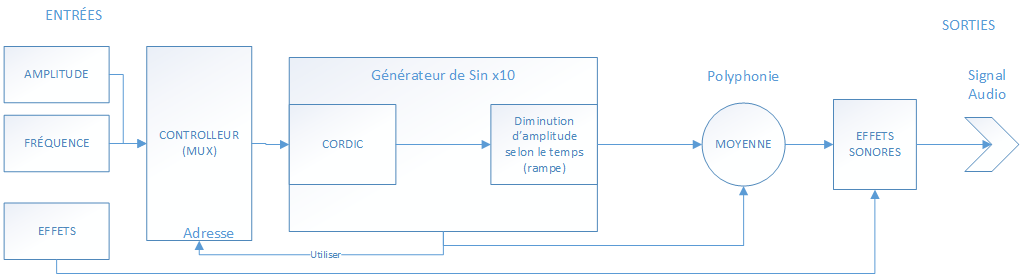 ENTRÉES
SORTIES
AMPLITUDE
FRÉQUENCE
EFFETS
CONTROLLEUR
(MUX)
Adresse
Générateur de Sin x10
CORDIC
Diminution
d'amplitude
selon le temps
(rampe)
Utiliser
Polyphonie
MOYENNE
EFFETS
SONORES
Signal
Audio